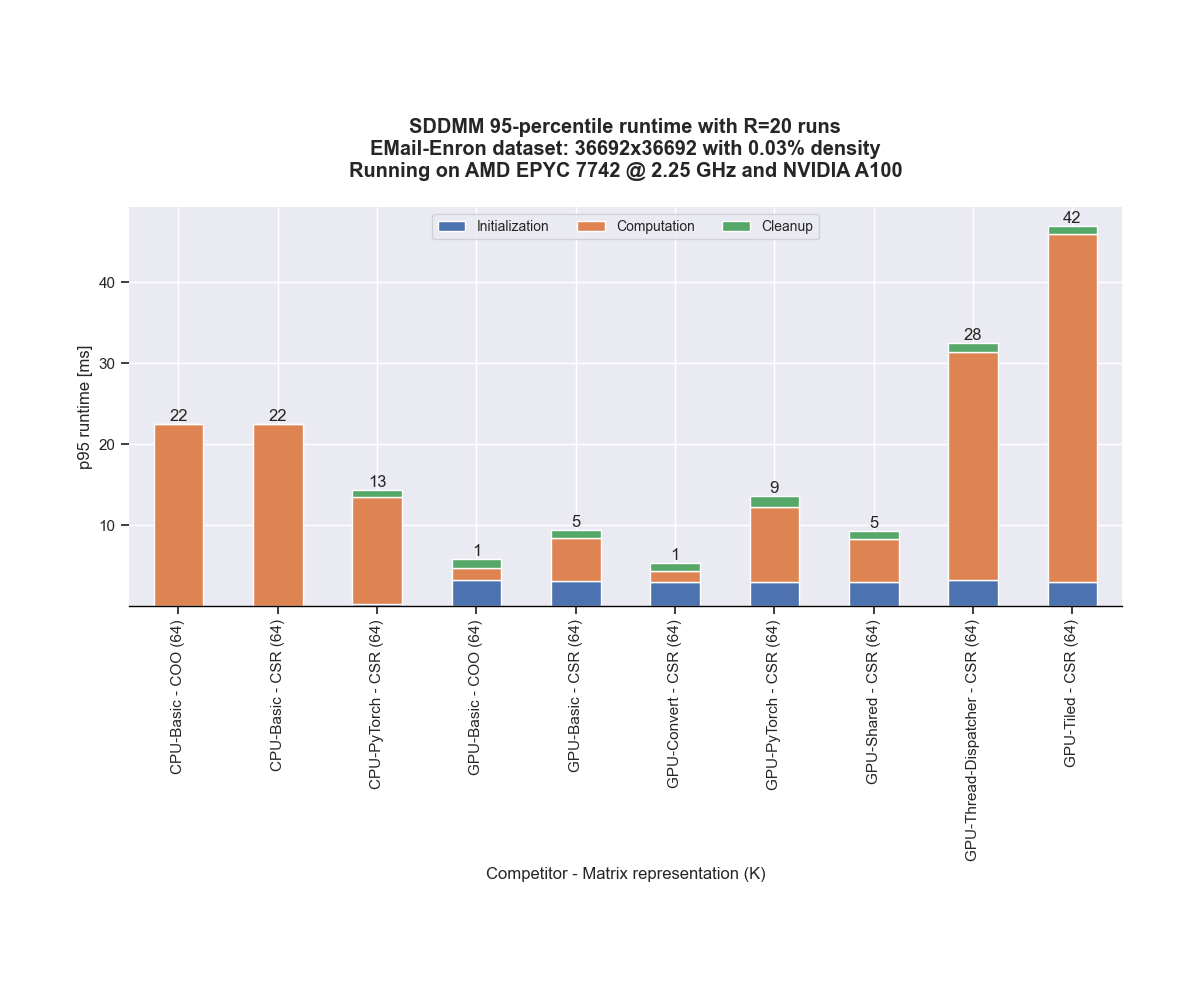 SDDMM 95-percentile runtime with R=20 runs
EMail-Enron dataset: 36692x36692 with 0.03% density
Running on AMD EPYC 7742 @ 2.25 GHz and NVIDIA A100
Initialization
Computation
Cleanup
p95 runtime [ms]
40
30
20
10
22
22
13
1
5
1
9
5
28
42
CPU-Basic - COO (64)
CPU-Basic - CSR (64)
CPU-PyTorch - CSR (64)
GPU-Basic - COO (64)
GPU-Basic - CSR (64)
GPU-Convert - CSR (64)
GPU-PyTorch - CSR (64)
GPU-Shared - CSR (64)
GPU-Thread-Dispatcher - CSR (64)
GPU-Tiled - CSR (64)
Competitor - Matrix representation (K)